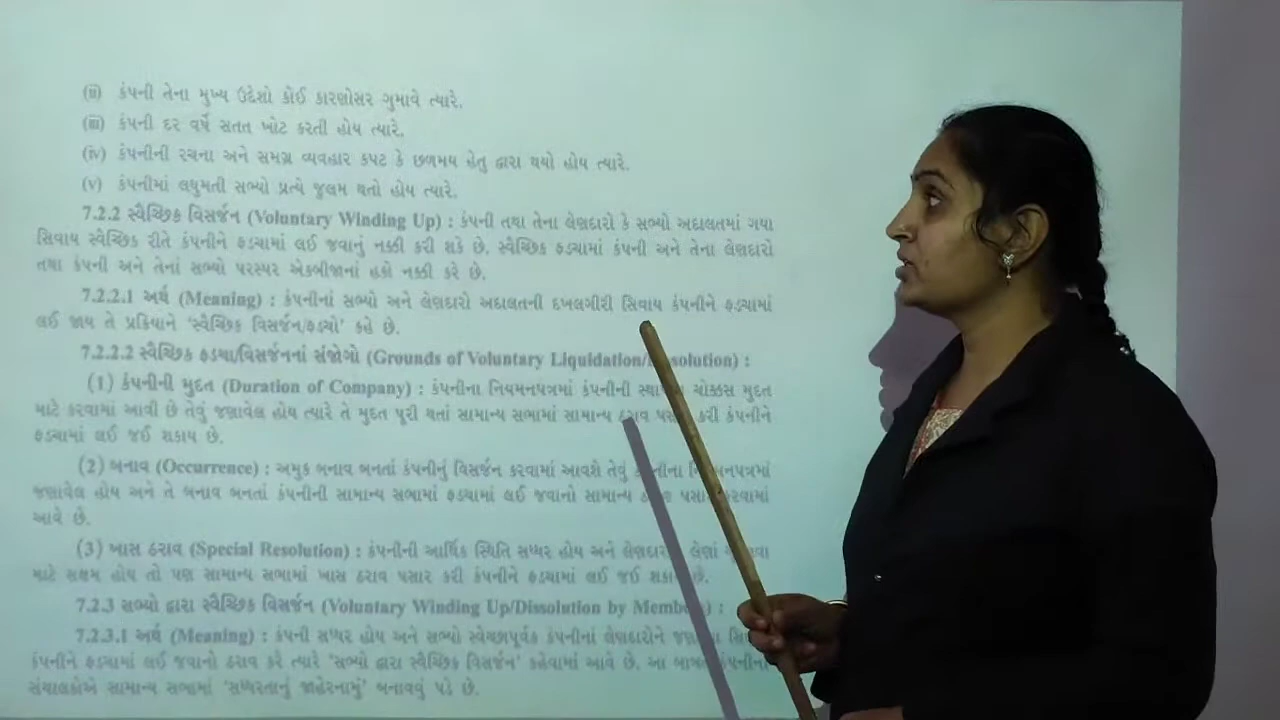 (ii) કંપની તેના મુખ્ય ઉદેશો કોઈ કારણોસર ગુમાવે ત્યારે.
(iii) કંપની દર વર્ષે સતત ખોટ કરતી હોય ત્યારે.
(iv) કંપનીની રચના અને સમગ્ર વ્યવહાર કપટ કે છળમય હેતુ દ્વારા થયો હોય ત્યારે.
(v) કંપનીમાં લઘુમતી સભ્યો પ્રત્યે જુલમ થતો હોય ત્યારે.
7.2.2 સ્વૈચ્છિક વિસર્જન (Voluntary Winding Up) : કંપની તથા તેના લેણદારો કે સભ્યો અદાલતમાં ગયા
સિવાય સ્વૈચ્છિક રીતે કંપનીને ફડચામાં લઈ જવાનું નક્કી કરી શકે છે. સ્વૈચ્છિક ફડચામાં કંપની અને તેના લેણદારો
તથા કંપની અને તેનાં સભ્યો પરસ્પર એકબીજાનાં હકો નક્કી કરે છે.
7.2.2.1 અર્થ (Meaning) : કંપનીનાં સભ્યો અને લેણદારો અદાલતની દખલગીરી સિવાય કંપનીને ફડચામાં
લઈ જાય તે પ્રક્રિયાને ‘સ્વૈચ્છિક વિસર્જન/ફડચો’ કહે છે.
7.2.2.2 સ્વૈચ્છિક ફડચા/વિસર્જનનાં સંજોગો (Grounds of Voluntary Liquidation/ :
(1) કંપનીની મુદત (Duration of Company) : કંપનીના નિયમનપત્રમાં કંપનીની ચોક્કસ મુદત
માટે કરવામાં આવી છે તેવું જણાવેલ હોય ત્યારે તે મુદત પૂરી થતાં સામાન્ય સભામાં સામાન્ય કરી કંપનીને
ફડચામાં લઈ જઈ શકાય છે.
(2) બનાવ (Occurrence) : અમુક બનાવ બનતાં કંપનીનું વિસર્જન કરવામાં આવશે તેવું
જણાવેલ હોય અને તે બનાવ બનતાં કંપનીની સામાન્ય સભામાં ફડચામાં લઈ જવાનો સામાન્ય
આવે છે.
(3) ખાસ ઠરાવ (Special Resolution) : કંપનીની આર્થિક સ્થિતિ સધ્ધર હોય અને લેણાં
માટે સક્ષમ હોય તો પણ સામાન્ય સભામાં ખાસ ઠરાવ પસાર કરી કંપનીને ફડચામાં લઈ જઈ છે.
7.2.3 સભ્યો દ્વારા સ્વૈચ્છિક વિસર્જન (Voluntary Winding Up/Dissolution by :
7.2.3.1 અર્થ (Meaning) : કંપની સધ્ધર હોય અને સભ્યો સ્વેચ્છાપૂર્વક કંપનીનાં લેણદારોને
કંપનીને ફડચામાં લઈ જવાનો ઠરાવ કરે ત્યારે ‘સભ્યો દ્વારા સ્વૈચ્છિક વિસર્જન’ કહેવામાં આવે છે. આ
સંચાલકોએ સામાન્ય સભામાં ‘સધ્ધરતાનું જાહેરનામું’ બનાવવું પડે છે.